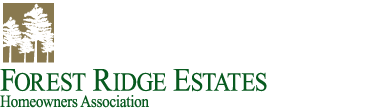 FOREST RIDGE ESTATES
Homeowners Association